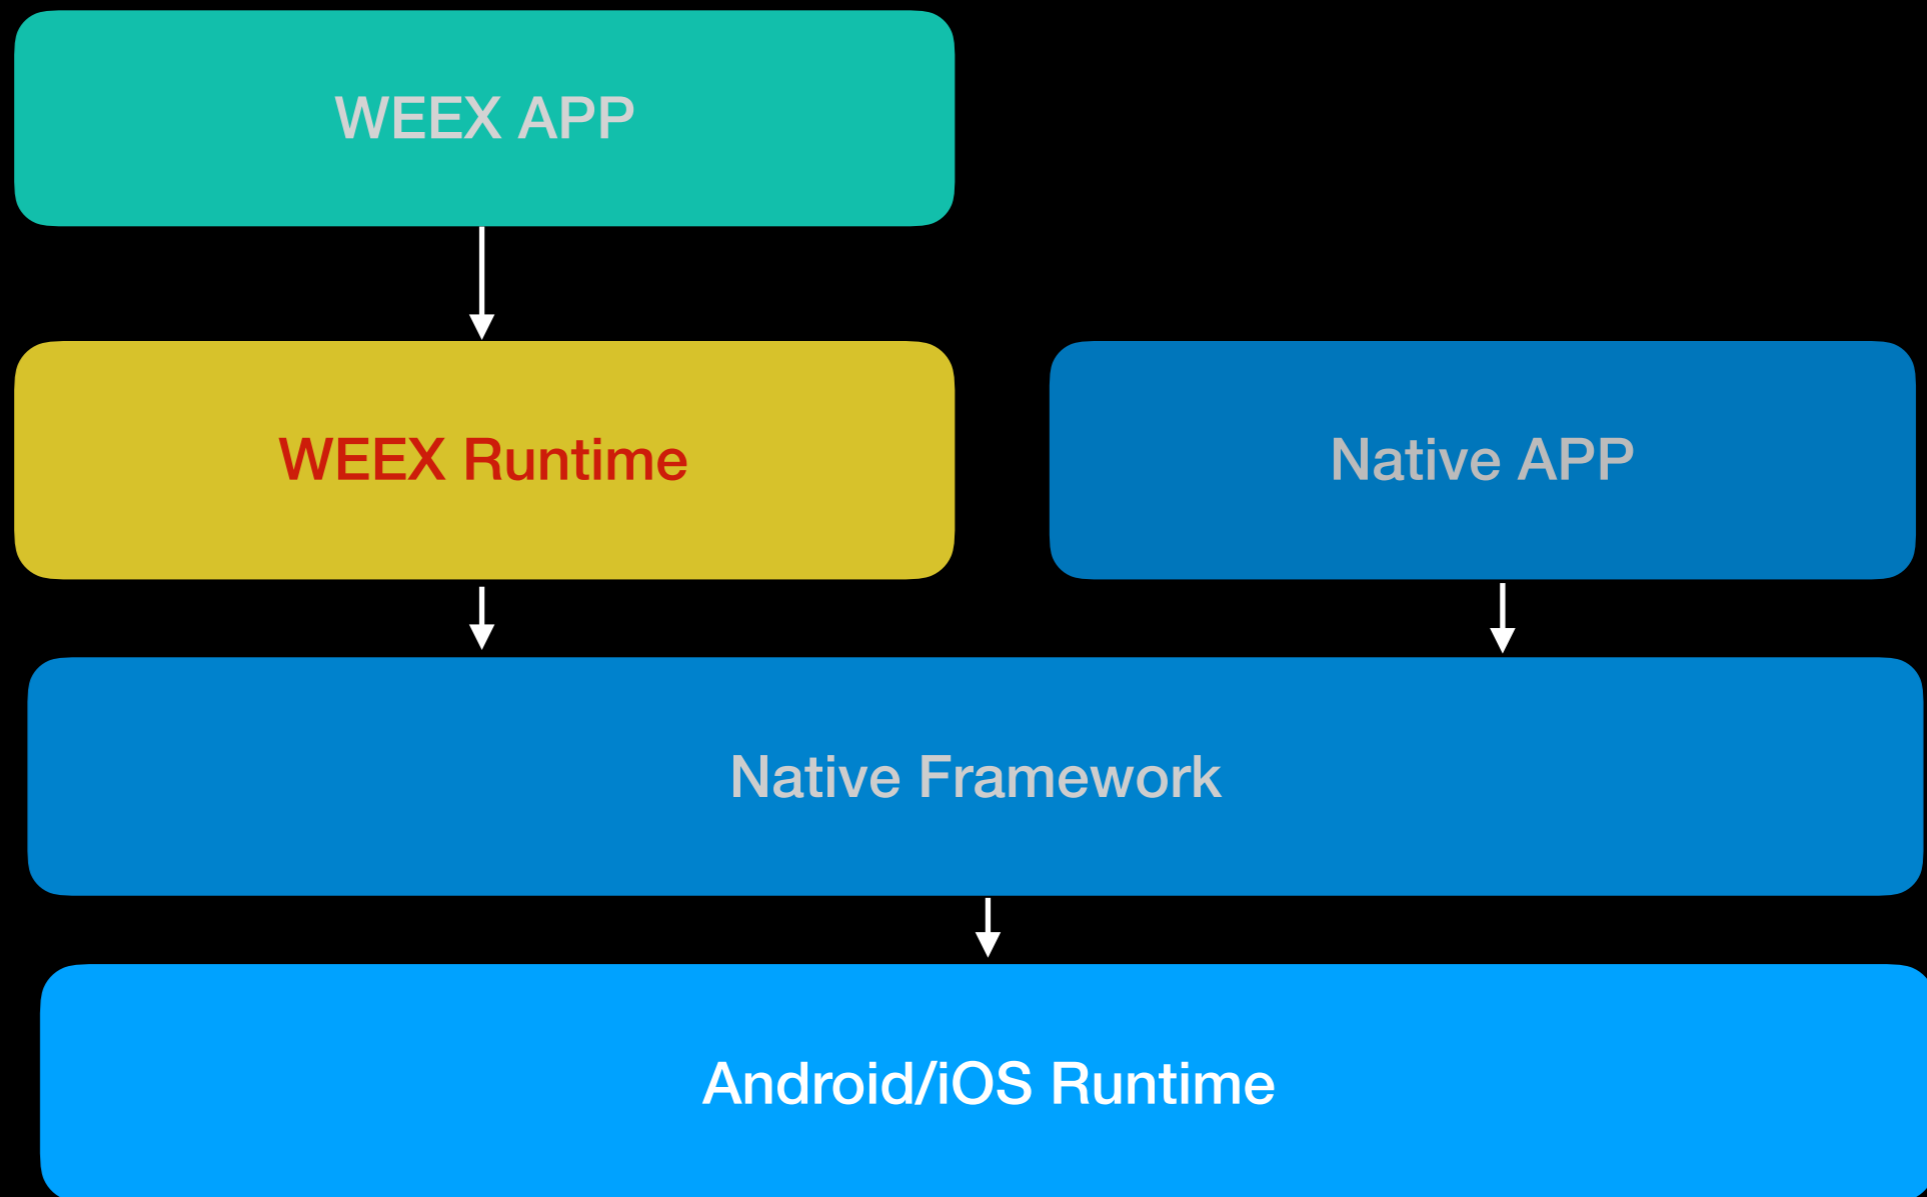 WEEX APP
WEEX Runtime
Native APP
Native Framework
Android/iOS Runtime